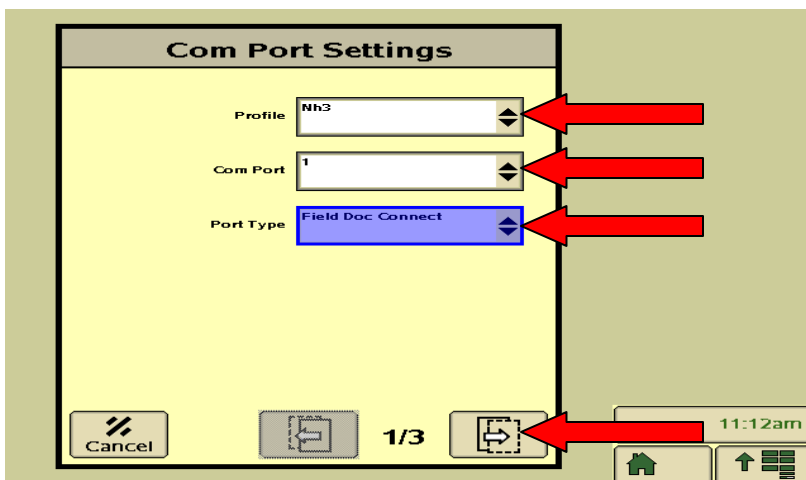 Com Port Settings
Profile Nh3
Com Port 1
Port Type Field Doc Connect
Cancel 1/3
11:12am